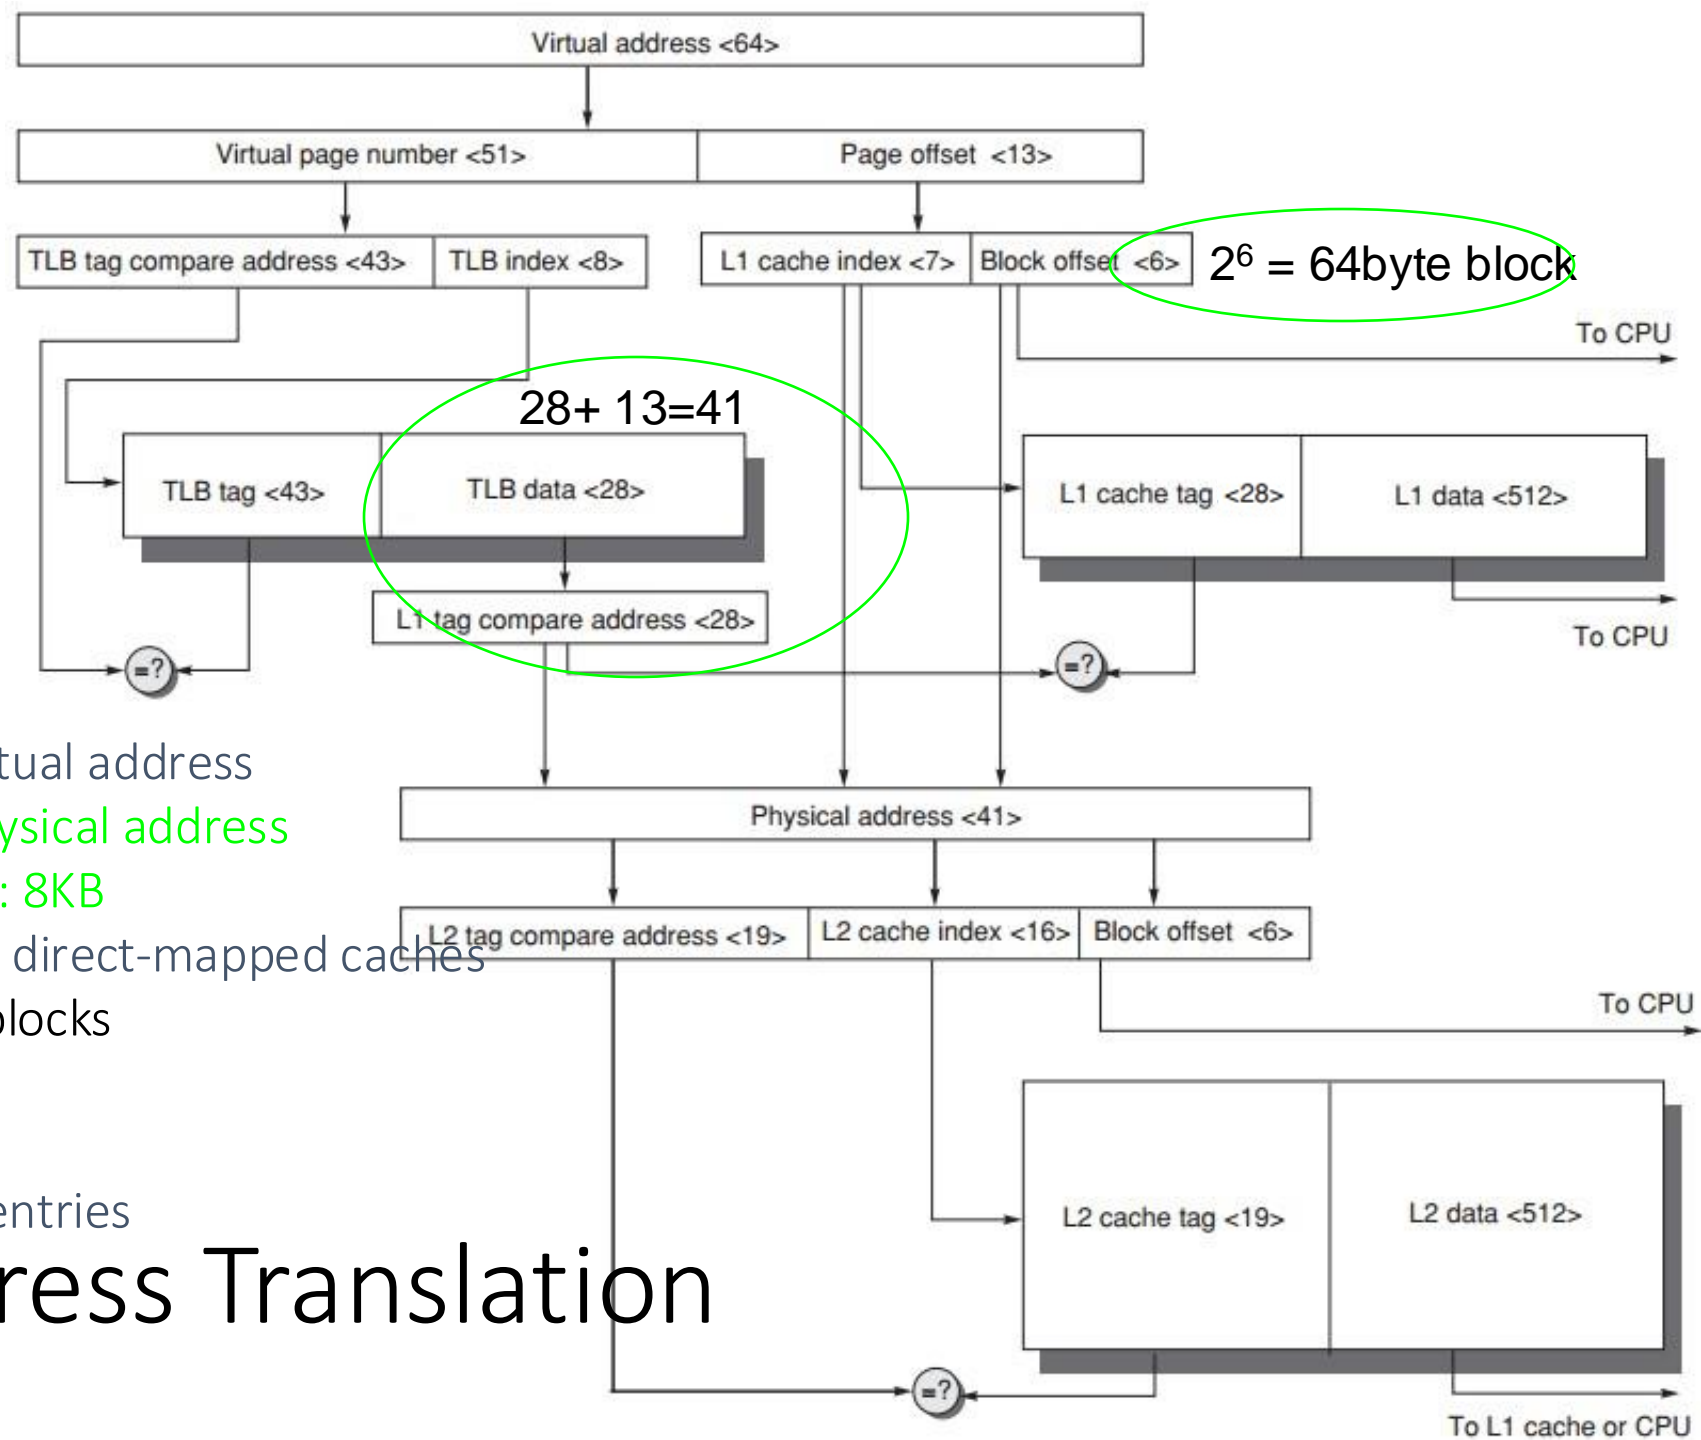 Virtual address <64>
Virtual page number <51>
Page offset <13>
TLB tag compare address <43>
TLB index <8>
L1 cache index <7>
Block offset <6>
2⁶ = 64byte block
To CPU
28+ 13=41
TLB tag <43>
TLB data <28>
L1 cache tag <28>
L1 data <512>
L1 tag compare address <28>
To CPU
=?
=?
tual address
ysical address
: 8KB
direct-mapped caches
blocks
entries
ress Translation
Physical address <41>
L2 tag compare address <19>
L2 cache index <16>
Block offset <6>
To CPU
L2 cache tag <19>
L2 data <512>
=?
To L1 cache or CPU